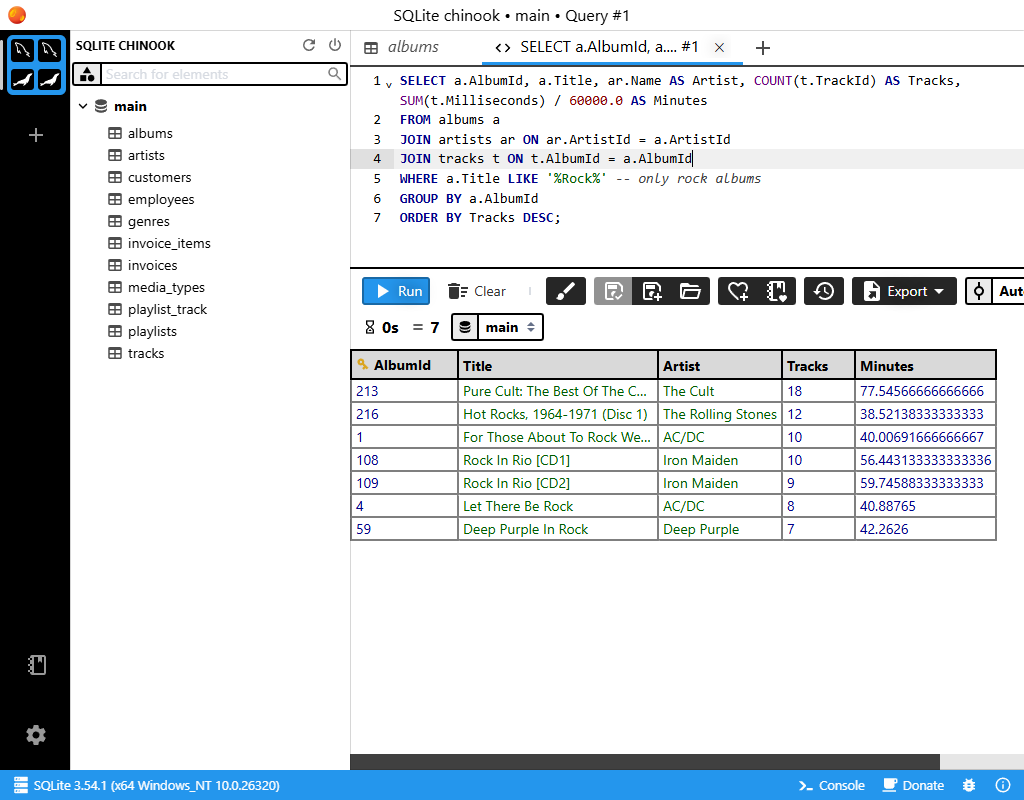 SQLite chinook • main • Query #1
SQLITE CHINOOK
Search for elements
main
albums
artists
customers
employees
genres
invoice_items
invoices
media_types
playlist_track
playlists
tracks
albums
SELECT a.AlbumId, a.... #1
1 SELECT a.AlbumId, a.Title, ar.Name AS Artist, COUNT(t.TrackId) AS Tracks,
SUM(t.Milliseconds) / 60000.0 AS Minutes
2 FROM albums a
3 JOIN artists ar ON ar.ArtistId = a.ArtistId
4 JOIN tracks t ON t.AlbumId = a.AlbumId
5 WHERE a.Title LIKE '%Rock%' -- only rock albums
6 GROUP BY a.AlbumId
7 ORDER BY Tracks DESC;
Run Clear Export Auto
0s = 7 main
AlbumId Title Artist Tracks Minutes
213 Pure Cult: The Best Of The C... The Cult 18 77.54566666666666
216 Hot Rocks, 1964-1971 (Disc 1) The Rolling Stones 12 38.52138333333333
1 For Those About To Rock We... AC/DC 10 40.00691666666667
108 Rock In Rio [CD1] Iron Maiden 10 56.443133333333336
109 Rock In Rio [CD2] Iron Maiden 9 59.74588333333333
4 Let There Be Rock AC/DC 8 40.88765
59 Deep Purple In Rock Deep Purple 7 42.2626
SQLite 3.54.1 (x64 Windows_NT 10.0.26320)
Console Donate